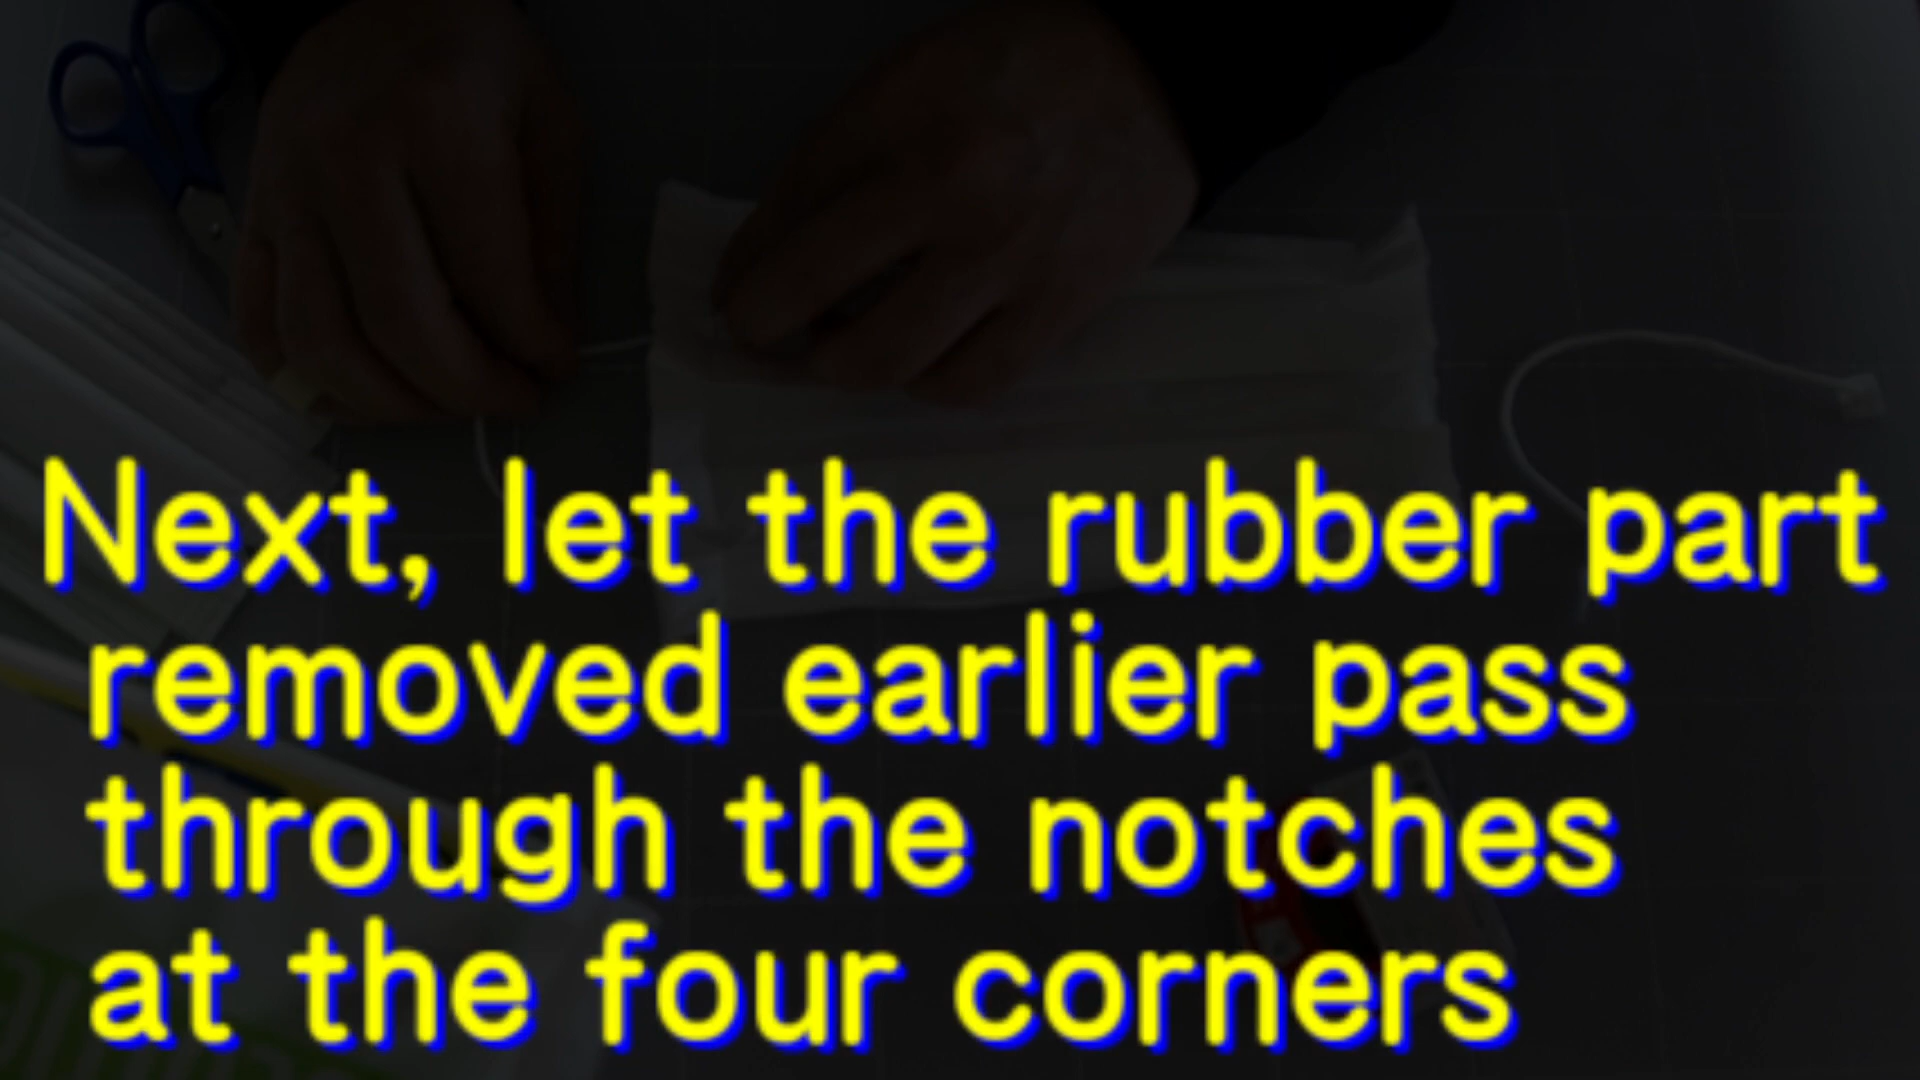 Next, let the rubber part
removed earlier pass
through the notches
at the four corners